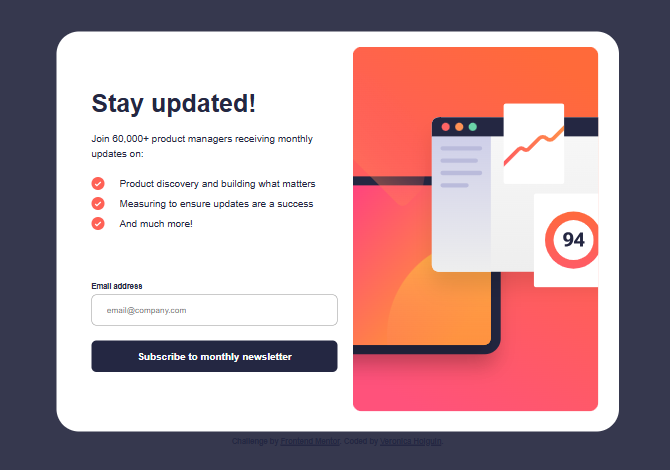 Stay updated!
Join 60,000+ product managers receiving monthly
updates on:
Product discovery and building what matters
Measuring to ensure updates are a success
And much more!
Email address
email@company.com
Subscribe to monthly newsletter
94
Challenge by Frontend Mentor. Coded by